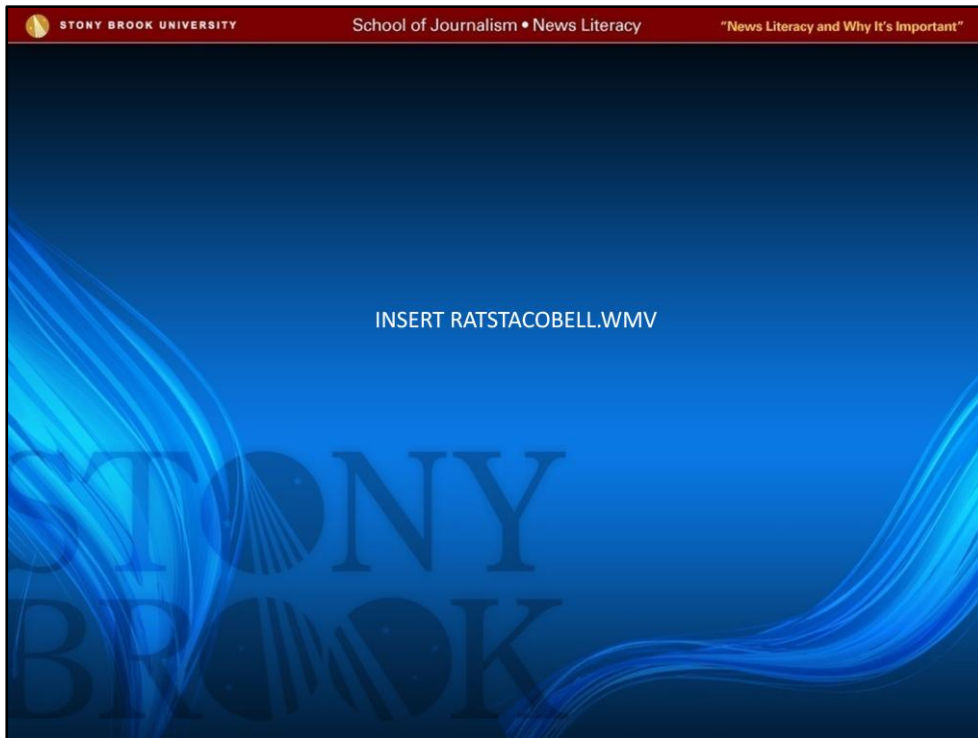 STONY BROOK UNIVERSITY
School of Journalism • News Literacy
"News Literacy and Why It's Important"
INSERT RATSTACOBELL.WMV
STONY
BROOK